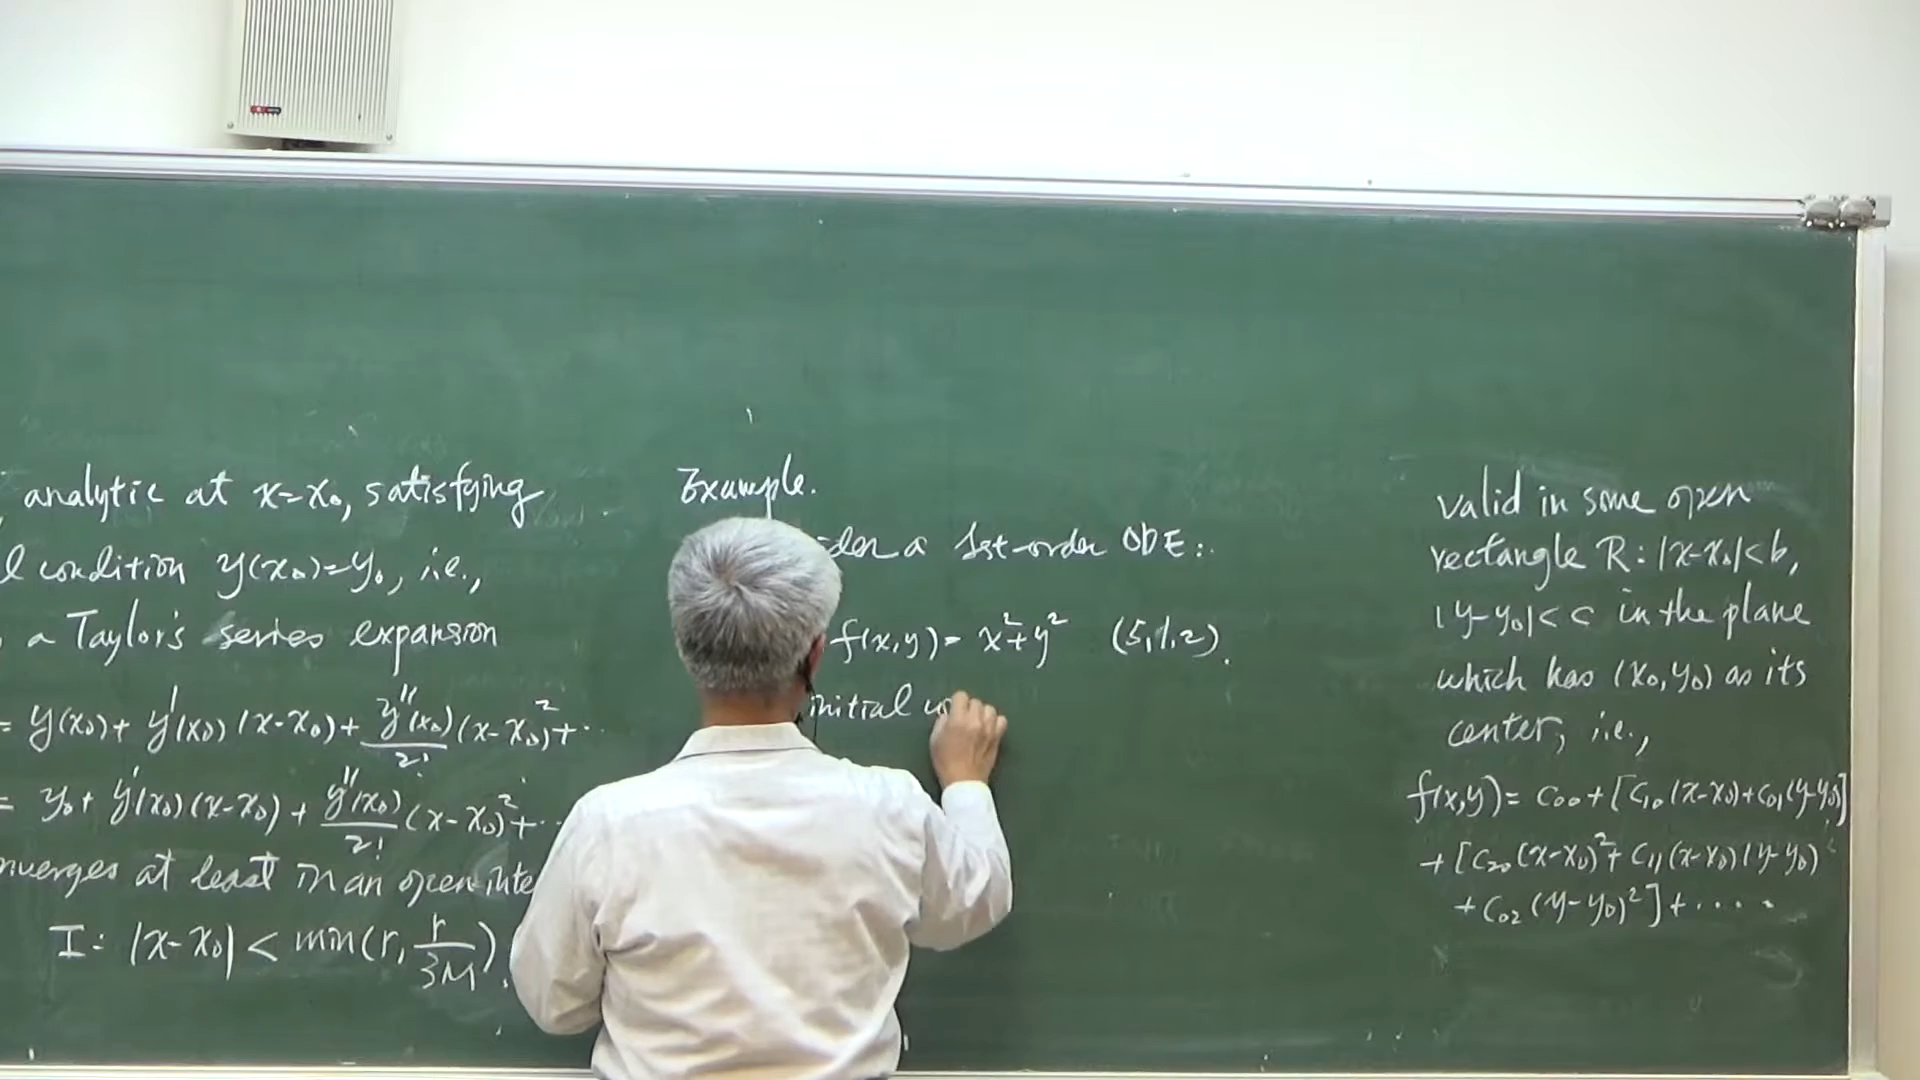 analytic at x=x₀, satisfying
l condition y(x₀)=y₀, i.e.,
a Taylor's series expansion
= y(x₀)+ y'(x₀)(x-x₀)+ y''(x₀)/2! (x-x₀)²+ ...
= y₀+ y'(x₀)(x-x₀)+ y''(x₀)/2! (x-x₀)²+ ...
nverges at least in an open inte
I: |x-x₀| < min(r, r/3M).
Example.
ider a 1st-order ODE:
f(x,y)= x²+y² (5.1.2).
initial
valid in some open
rectangle R: |x-x₀|<b,
|y-y₀|<c in the plane
which has (x₀,y₀) as its
center, i.e.,
f(x,y)= c₀₀+[c₁₀(x-x₀)+c₀₁(y-y₀)]
+[c₂₀(x-x₀)²+ c₁₁(x-x₀)(y-y₀)
+c₀₂(y-y₀)²]+....